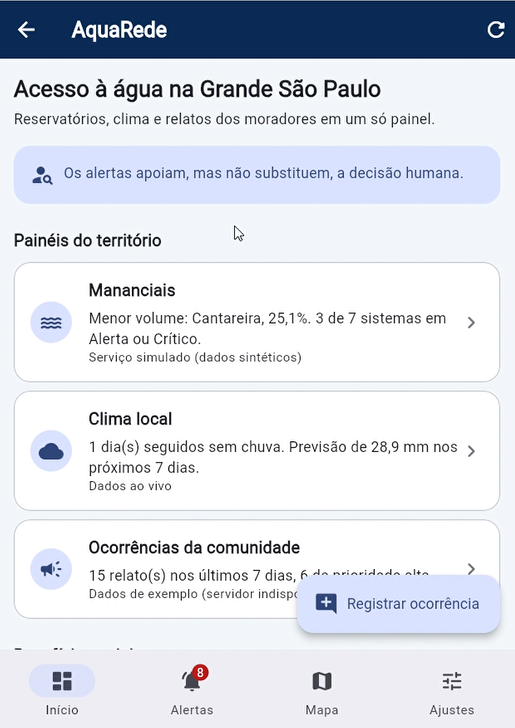 AquaRede
Acesso à água na Grande São Paulo
Reservatórios, clima e relatos dos moradores em um só painel.
Os alertas apoiam, mas não substituem, a decisão humana.
Painéis do território
Mananciais
Menor volume: Cantareira, 25,1%. 3 de 7 sistemas em
Alerta ou Crítico.
Serviço simulado (dados sintéticos)
Clima local
1 dia(s) seguidos sem chuva. Previsão de 28,9 mm nos
próximos 7 dias.
Dados ao vivo
Ocorrências da comunidade
15 relato(s) nos últimos 7 dias, 6 de prioridade alta.
Dados de exemplo (servidor
Registrar ocorrência
8
Início
Alertas
Mapa
Ajustes